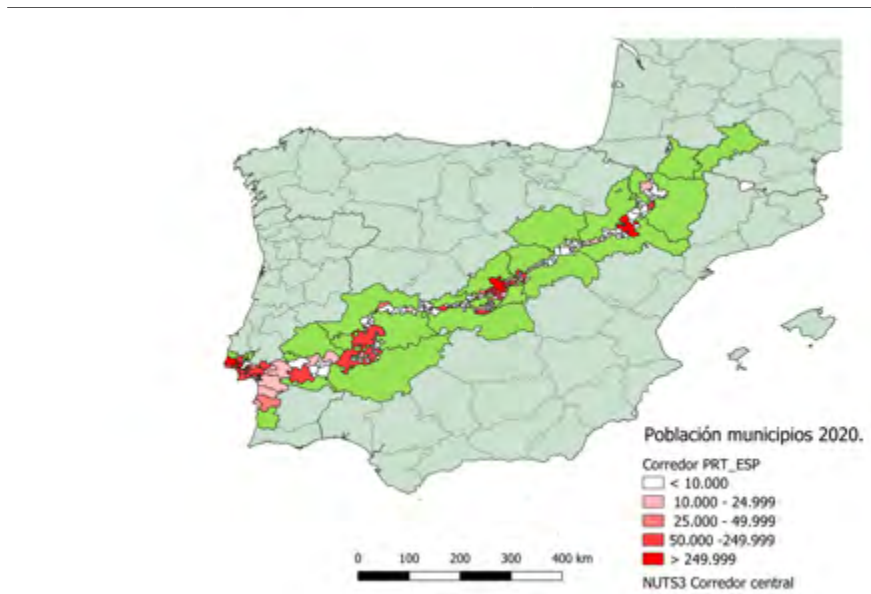 Población municipios 2020.
Corredor PRT_ESP
< 10.000
10.000 - 24.999
25.000 - 49.999
50.000 -249.999
> 249.999
0 100 200 300 400 km
NUTS3 Corredor central